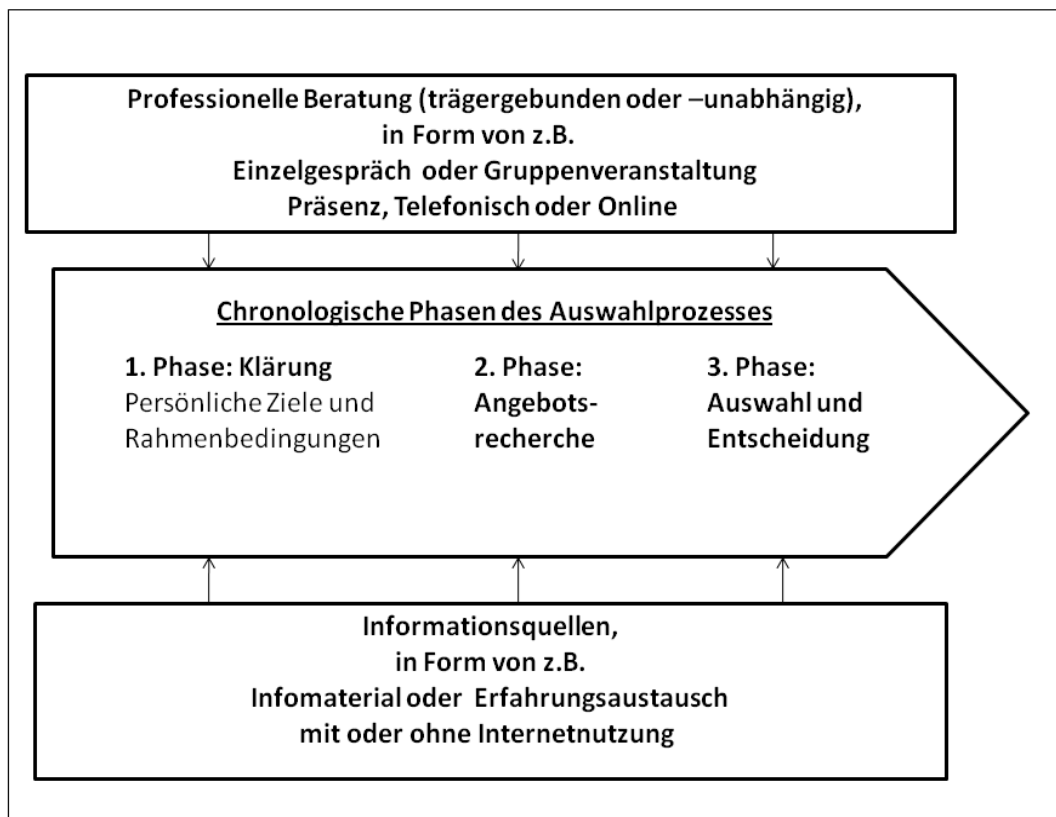 Professionelle Beratung (trägergebunden oder –unabhängig),
in Form von z.B.
Einzelgespräch oder Gruppenveranstaltung
Präsenz, Telefonisch oder Online
Chronologische Phasen des Auswahlprozesses
1. Phase: Klärung
Persönliche Ziele und
Rahmenbedingungen
2. Phase:
Angebots-
recherche
3. Phase:
Auswahl und
Entscheidung
Informationsquellen,
in Form von z.B.
Infomaterial oder Erfahrungsaustausch
mit oder ohne Internetnutzung